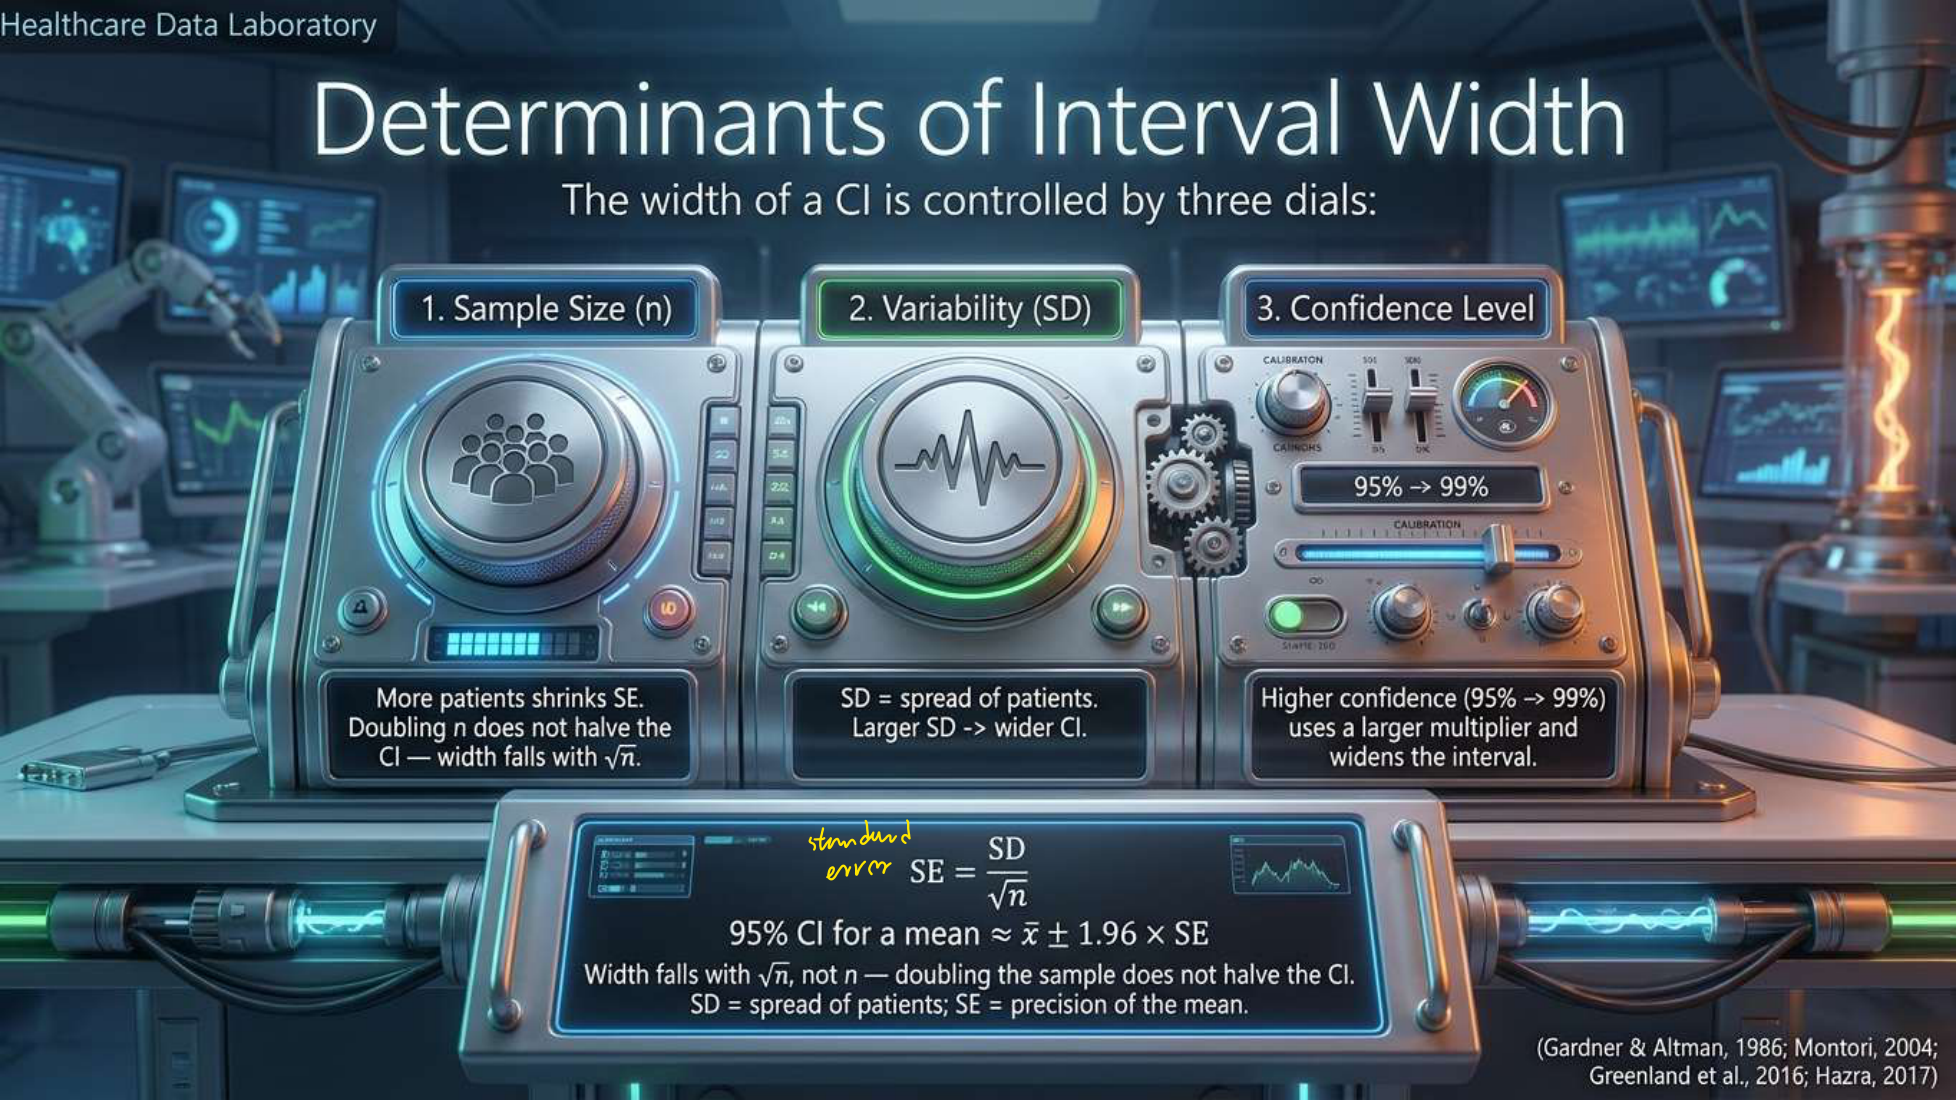 Healthcare Data Laboratory
Determinants of Interval Width
The width of a CI is controlled by three dials:
1. Sample Size (n)
2. Variability (SD)
3. Confidence Level
CALIBRATON
95% → 99%
CALIBRATION
More patients shrinks SE.
Doubling n does not halve the
CI — width falls with √n.
SD = spread of patients.
Larger SD -> wider CI.
Higher confidence (95% → 99%)
uses a larger multiplier and
widens the interval.
standard
error
SE = SD/√n
95% CI for a mean ≈ x̄ ± 1.96 × SE
Width falls with √n, not n — doubling the sample does not halve the CI.
SD = spread of patients; SE = precision of the mean.
(Gardner & Altman, 1986; Montori, 2004;
Greenland et al., 2016; Hazra, 2017)